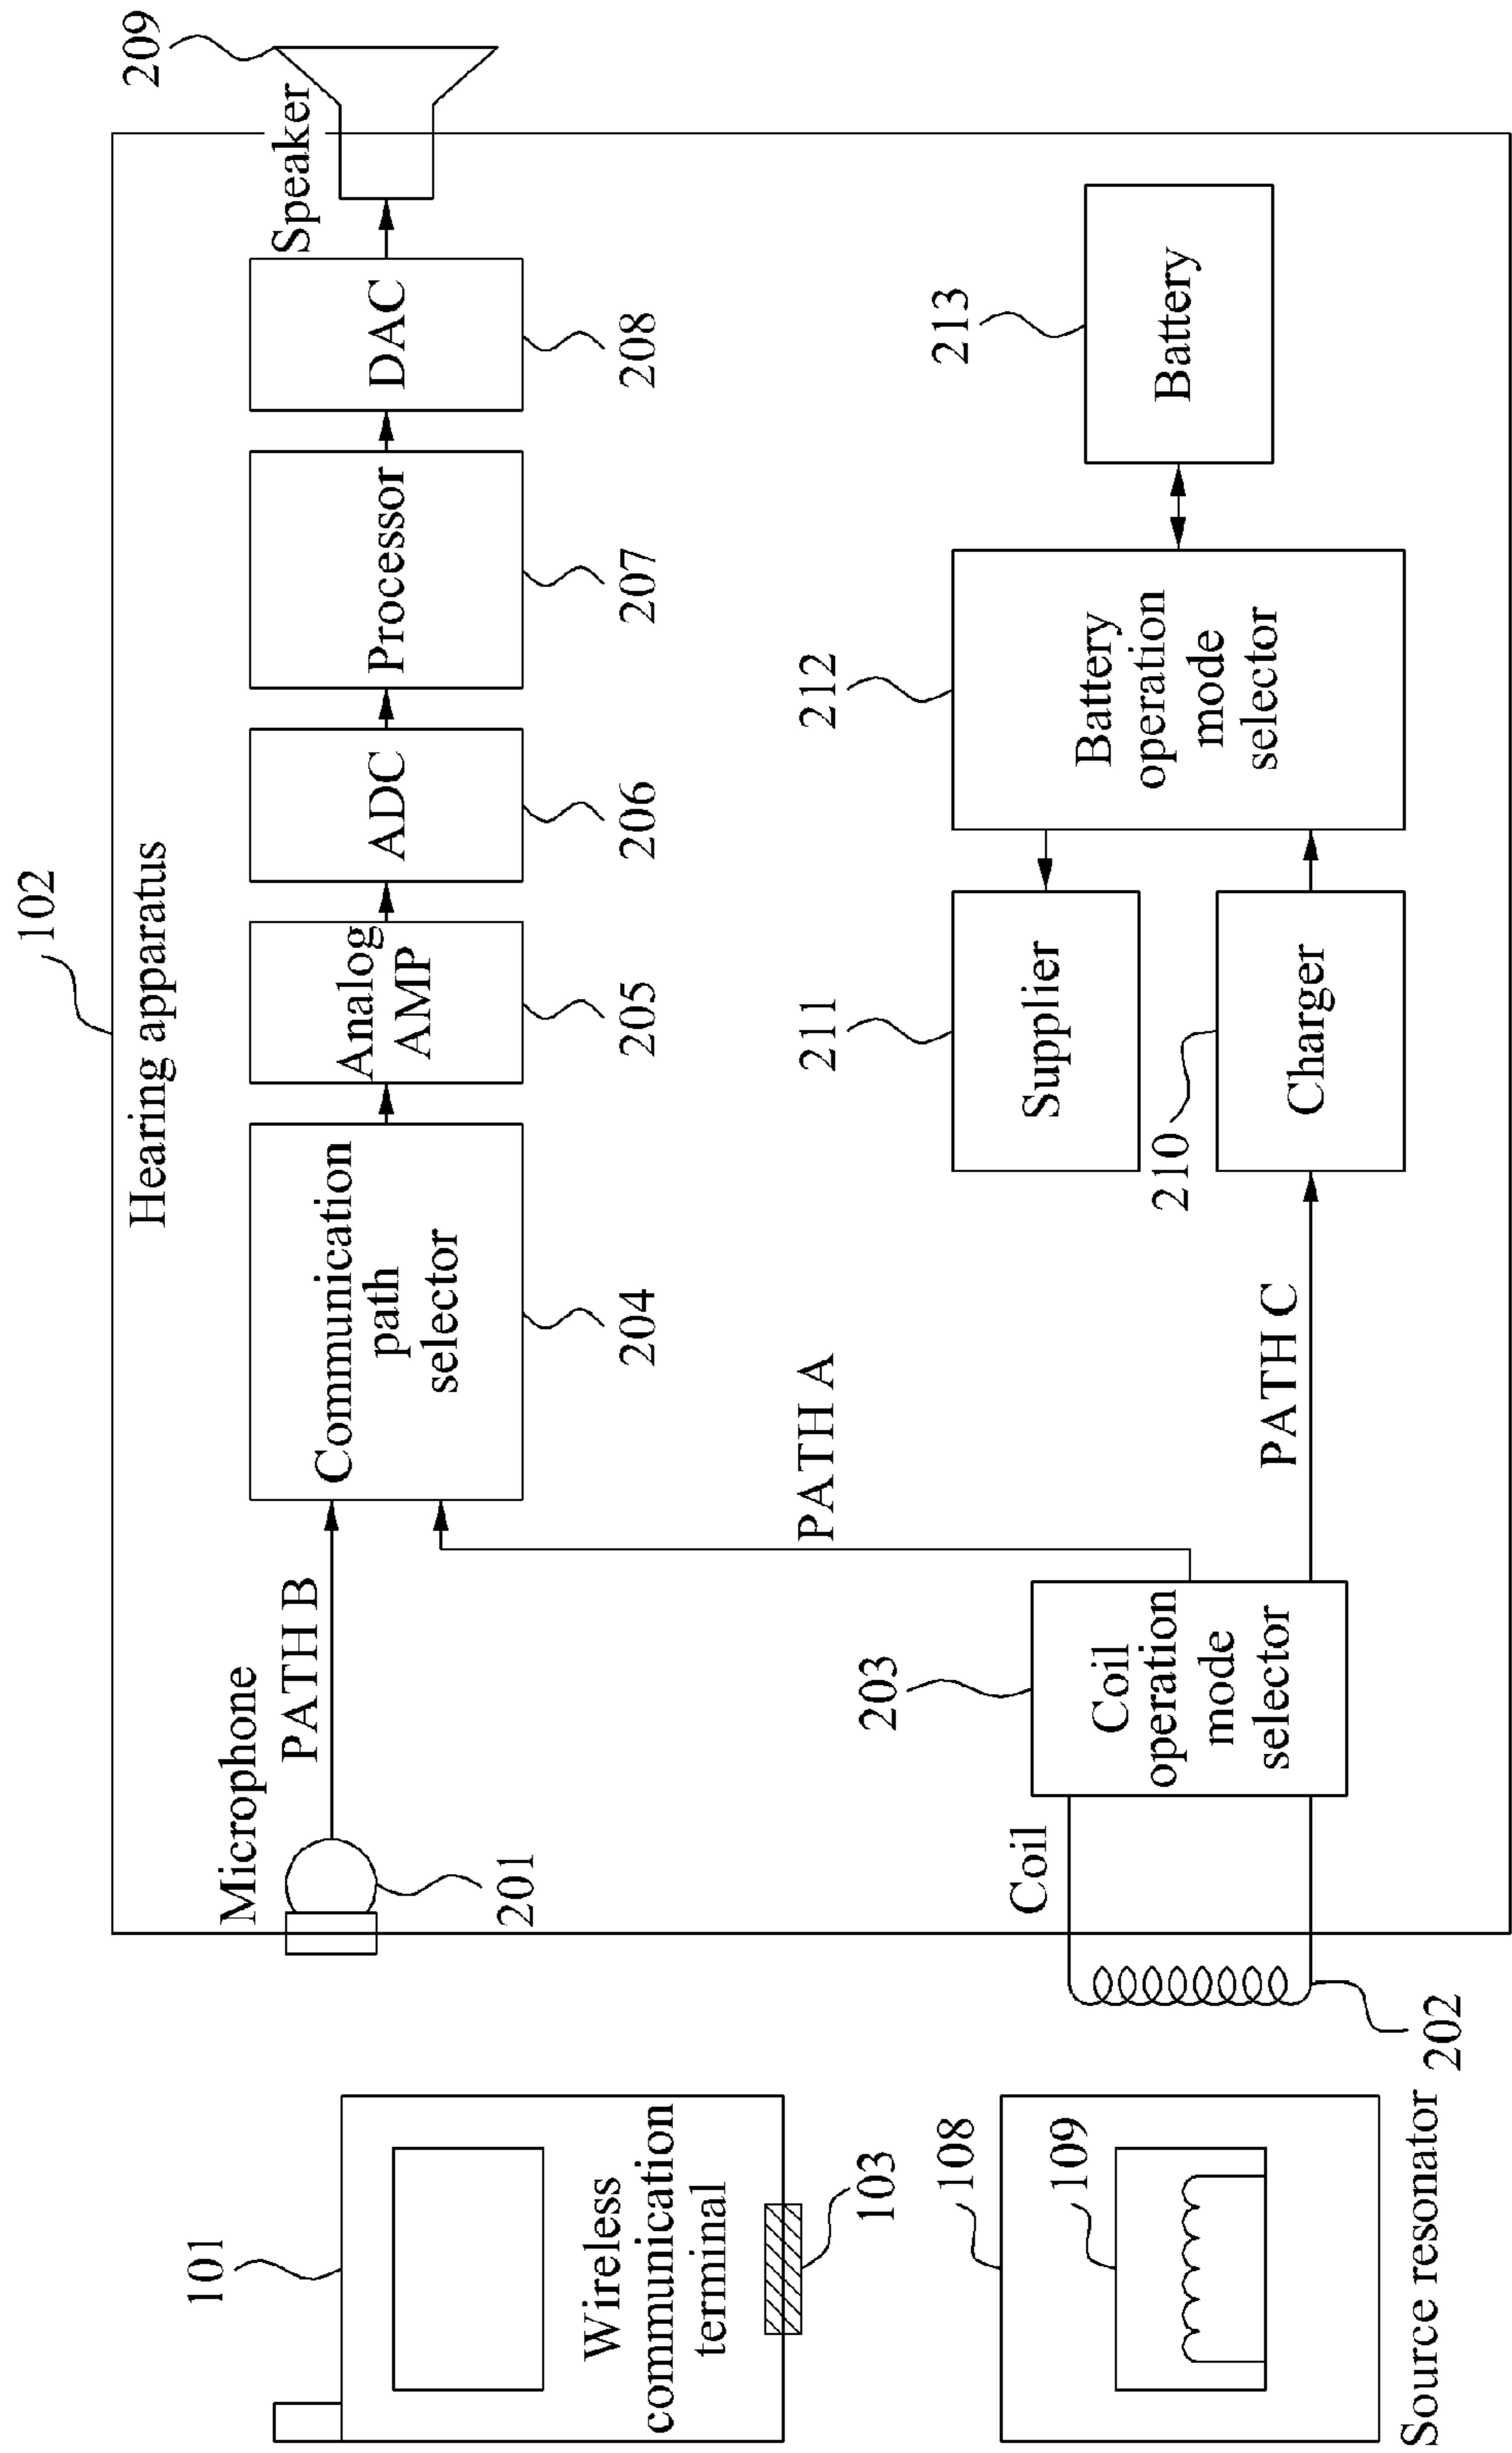 102
Hearing apparatus
209
Speaker
Microphone
PATH B
201
Communication
path
selector
204
Analog
AMP
205
ADC
206
Processor
207
DAC
208
101
Wireless
communication
terminal
103
108
109
Source resonator
202
Coil
203
Coil
operation
mode
selector
PATH A
PATH C
211
Supplier
210
Charger
212
Battery
operation
mode
selector
213
Battery